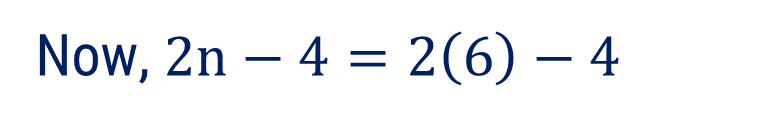 Now, 2n − 4 = 2(6) − 4